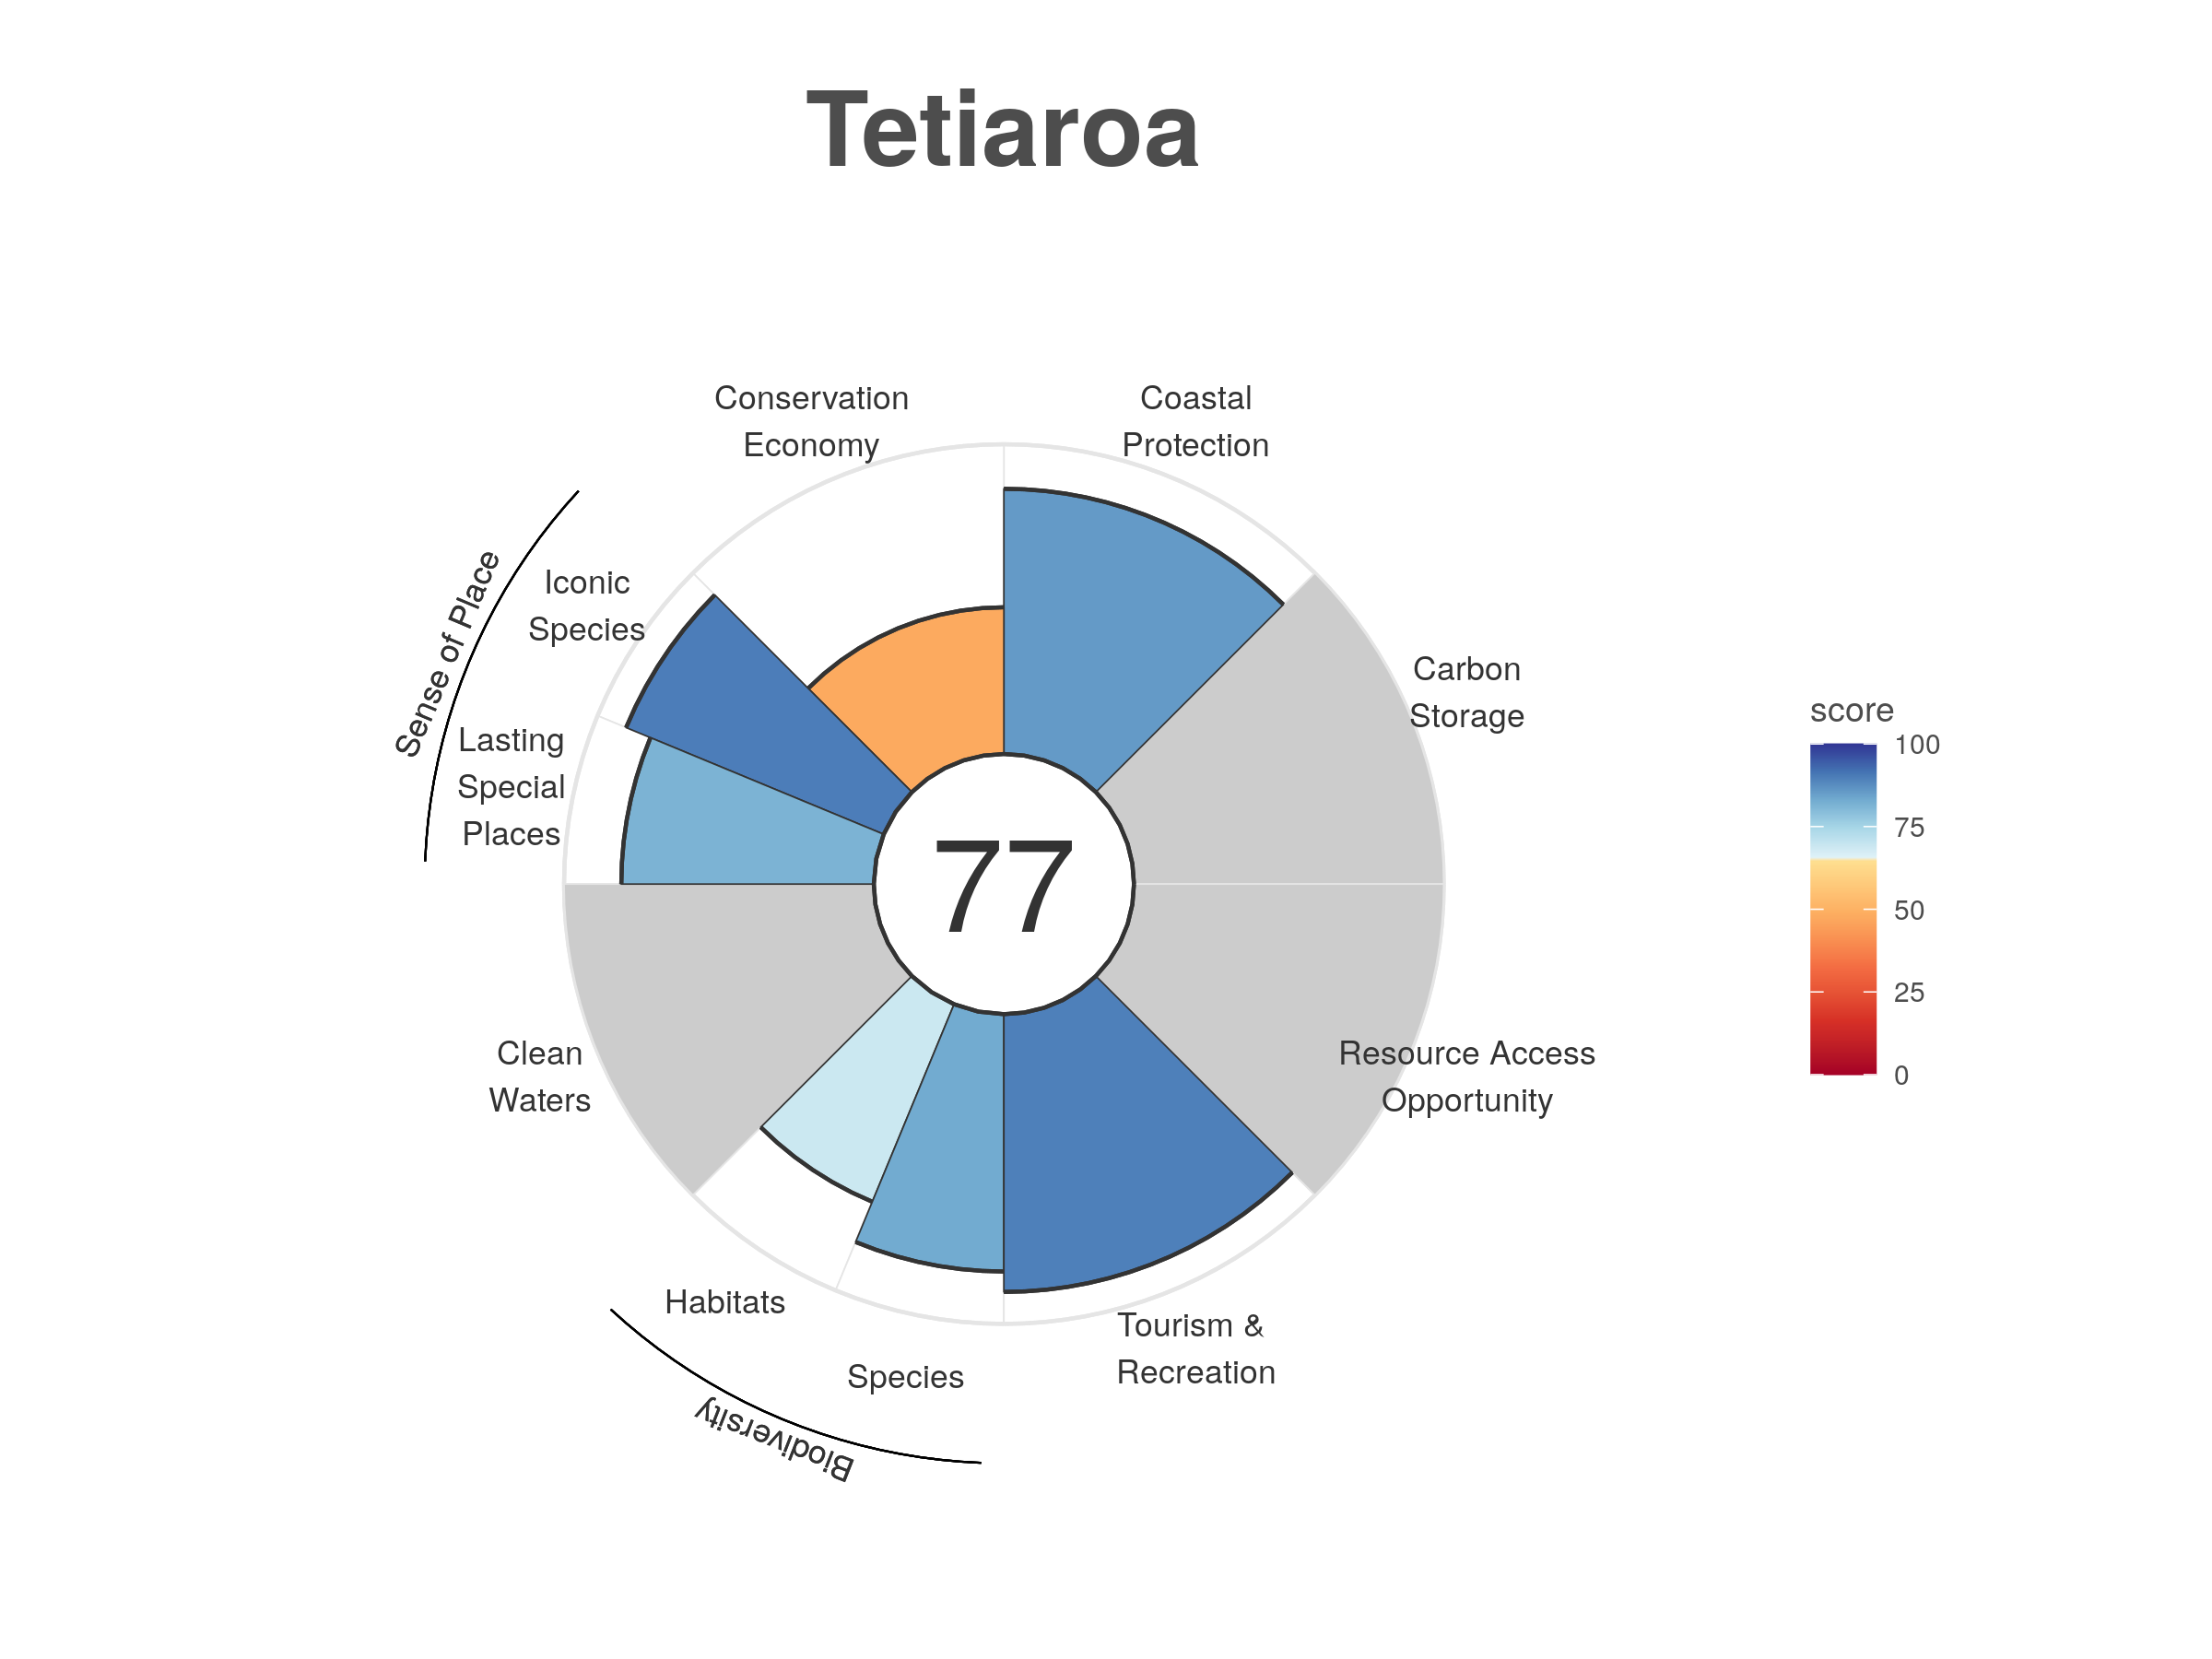 Tetiaroa
Conservation
Economy
Coastal
Protection
Iconic
Species
Sense of Place
Lasting
Special
Places
Carbon
Storage
score
100
75
50
25
0
77
Clean
Waters
Resource Access
Opportunity
Habitats
Species
Biodiversity
Tourism &
Recreation